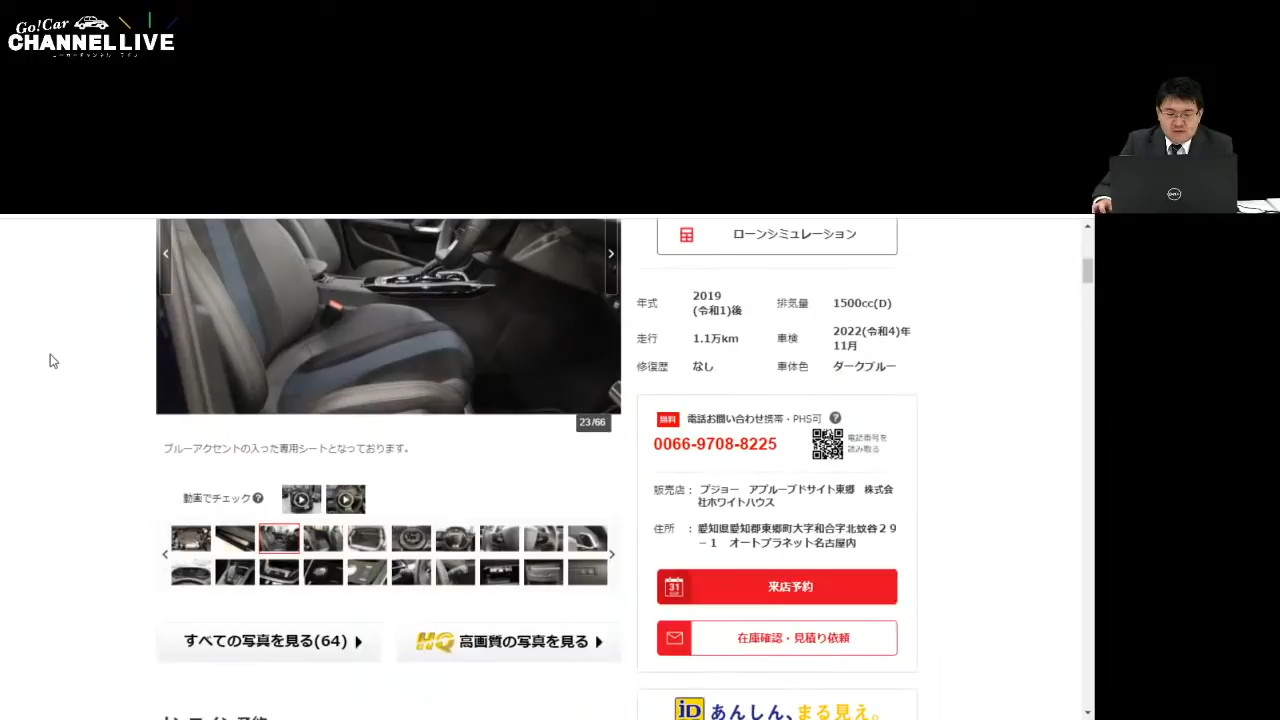 Go!Car
CHANNEL LIVE
ローンシミュレーション
年式 2019(令和1)後 排気量 1500cc(D)
走行 1.1万km 車検 2022(令和4)年11月
修復歴 なし 車体色 ダークブルー
23/66
ブルーアクセントの入った専用シートとなっております。
動画でチェック ?
無料 電話お問い合わせ携帯・PHS可 ?
0066-9708-8225
電話番号を
読み取る
販売店： プジョー アプルーブドサイト東郷 株式会
社ホワイトハウス
住所 ： 愛知県愛知郡東郷町大字和合字北蚊谷２９
－１ オートプラネット名古屋内
31 来店予約
在庫確認・見積り依頼
すべての写真を見る(64)
HQ 高画質の写真を見る
iD あんしん、まる見え。
DELL